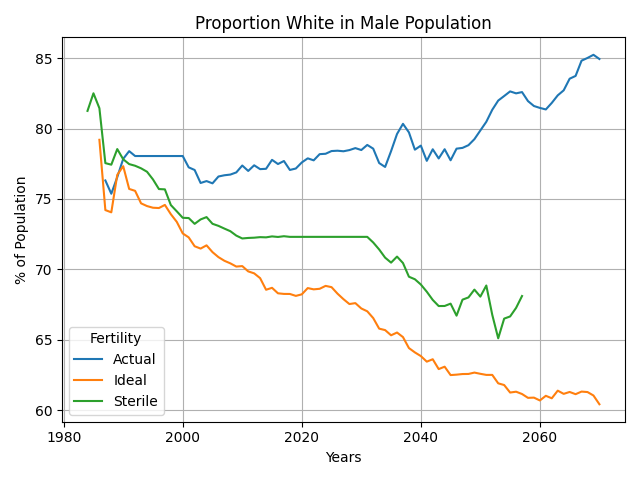 Proportion White in Male Population
% of Population
85
80
75
70
65
60
Fertility
Actual
Ideal
Sterile
1980
2000
2020
2040
2060
Years